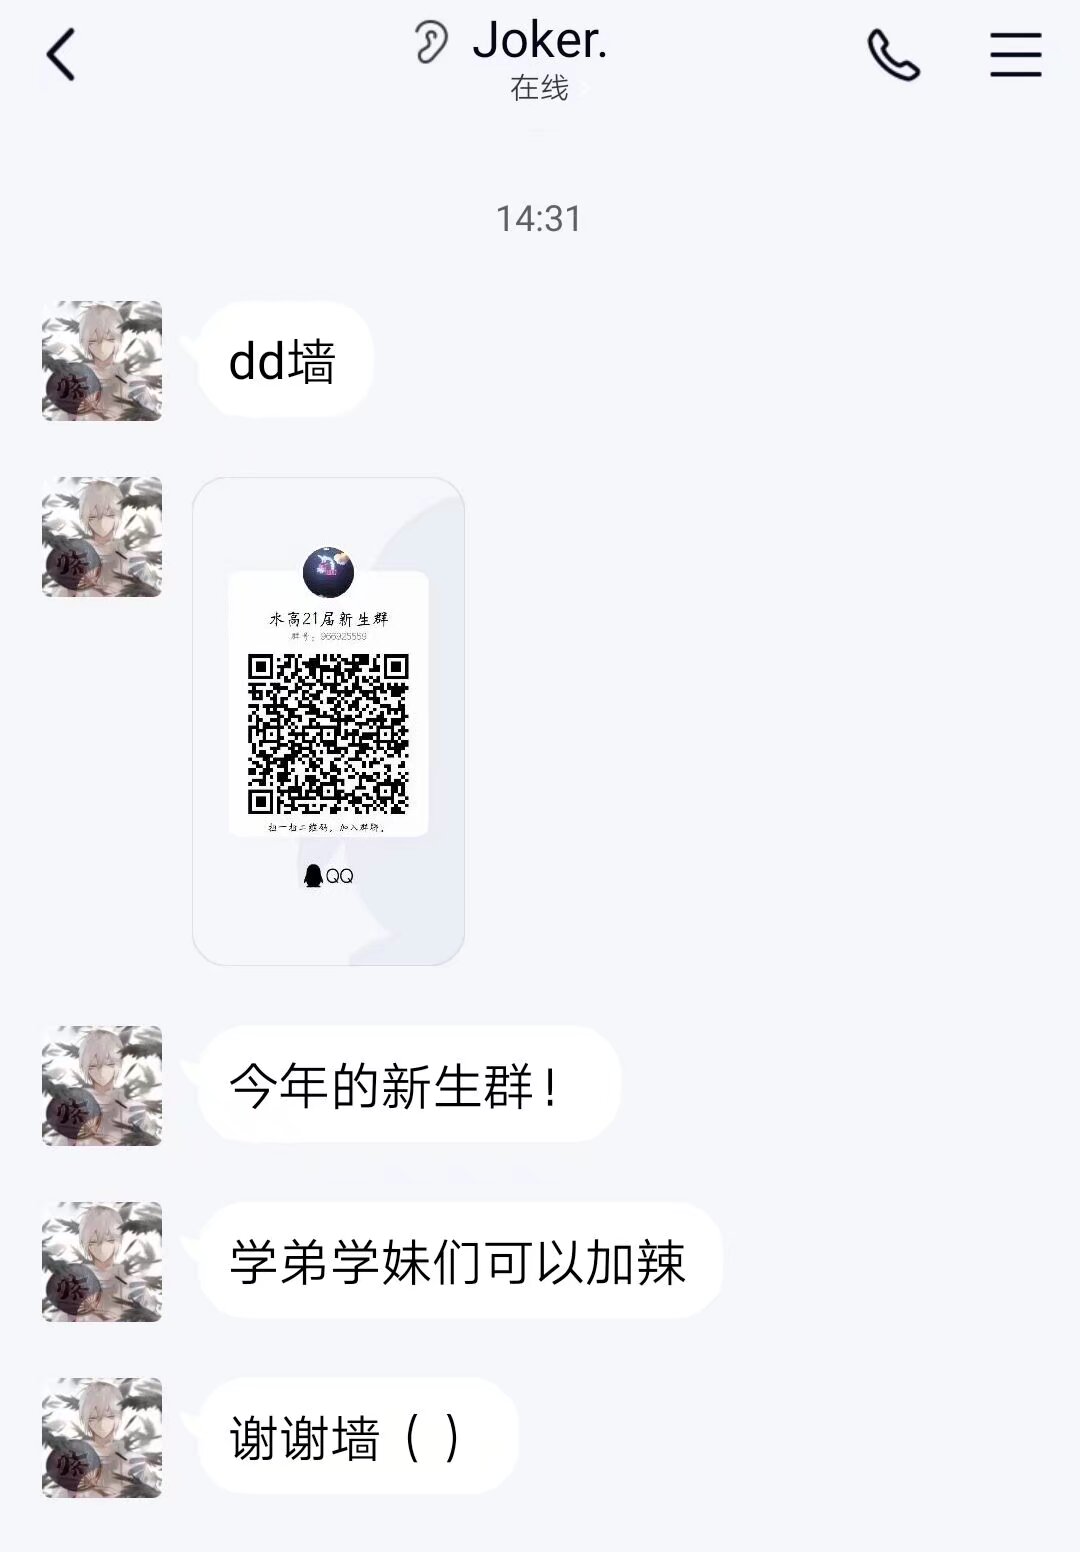 Joker.
在线
14:31
dd墙
水高21届新生群
群号：966925559
扫一扫二维码，加入群聊。
QQ
今年的新生群！
学弟学妹们可以加辣
谢谢墙（ ）